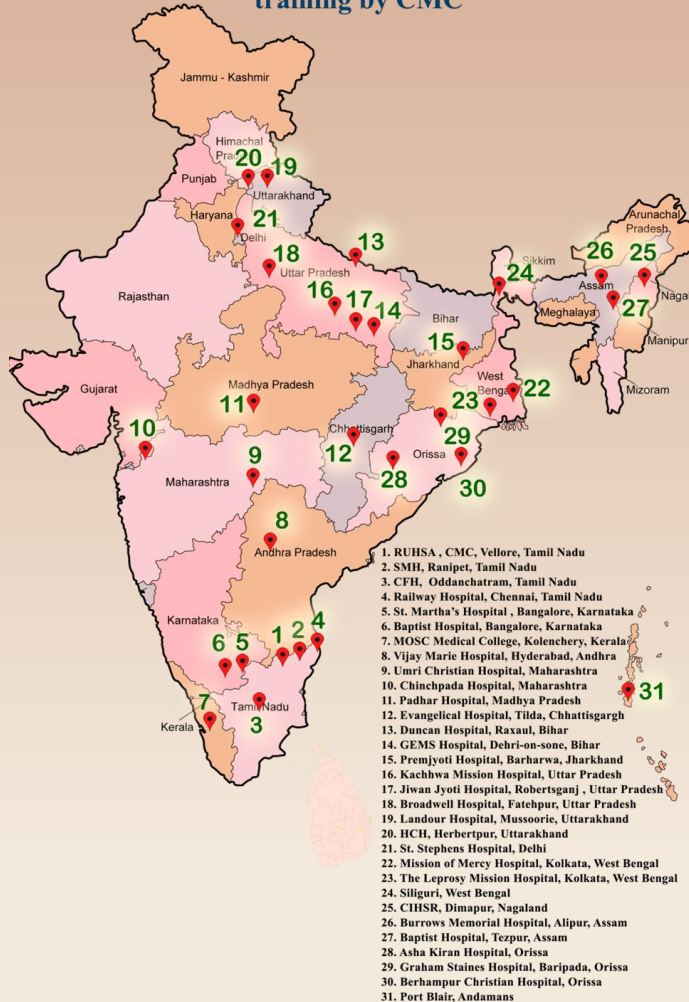 training by CMC
Jammu - Kashmir
Himachal
Prad
20
19
Punjab
Uttarakhand
Haryana
21
Delhi
13
18
Uttar Pradesh
Arunachal
Pradesh
Sikkim
26
25
24
Assam
Naga
Rajasthan
16
17
14
Bihar
Meghalaya
27
Manipur
15
Jharkhand
Gujarat
Madhya Pradesh
11
West
Bengal
22
Mizoram
23
10
Chhattisgarh
12
29
Orissa
9
28
30
Maharashtra
8
Andhra Pradesh
Karnataka
6
5
1
2
4
7
Tamil Nadu
3
Kerala
31
1. RUHSA , CMC, Vellore, Tamil Nadu
2. SMH, Ranipet, Tamil Nadu
3. CFH, Oddanchatram, Tamil Nadu
4. Railway Hospital, Chennai, Tamil Nadu
5. St. Martha's Hospital , Bangalore, Karnataka
6. Baptist Hospital, Bangalore, Karnataka
7. MOSC Medical College, Kolenchery, Kerala
8. Vijay Marie Hospital, Hyderabad, Andhra
9. Umri Christian Hospital, Maharashtra
10. Chinchpada Hospital, Maharashtra
11. Padhar Hospital, Madhya Pradesh
12. Evangelical Hospital, Tilda, Chhattisgargh
13. Duncan Hospital, Raxaul, Bihar
14. GEMS Hospital, Dehri-on-sone, Bihar
15. Premjyoti Hospital, Barharwa, Jharkhand
16. Kachhwa Mission Hospital, Uttar Pradesh
17. Jiwan Jyoti Hospital, Robertsganj , Uttar Pradesh
18. Broadwell Hospital, Fatehpur, Uttar Pradesh
19. Landour Hospital, Mussoorie, Uttarakhand
20. HCH, Herbertpur, Uttarakhand
21. St. Stephens Hospital, Delhi
22. Mission of Mercy Hospital, Kolkata, West Bengal
23. The Leprosy Mission Hospital, Kolkata, West Bengal
24. Siliguri, West Bengal
25. CIHSR, Dimapur, Nagaland
26. Burrows Memorial Hospital, Alipur, Assam
27. Baptist Hospital, Tezpur, Assam
28. Asha Kiran Hospital, Orissa
29. Graham Staines Hospital, Baripada, Orissa
30. Berhampur Christian Hospital, Orissa
31. Port Blair, Andamans